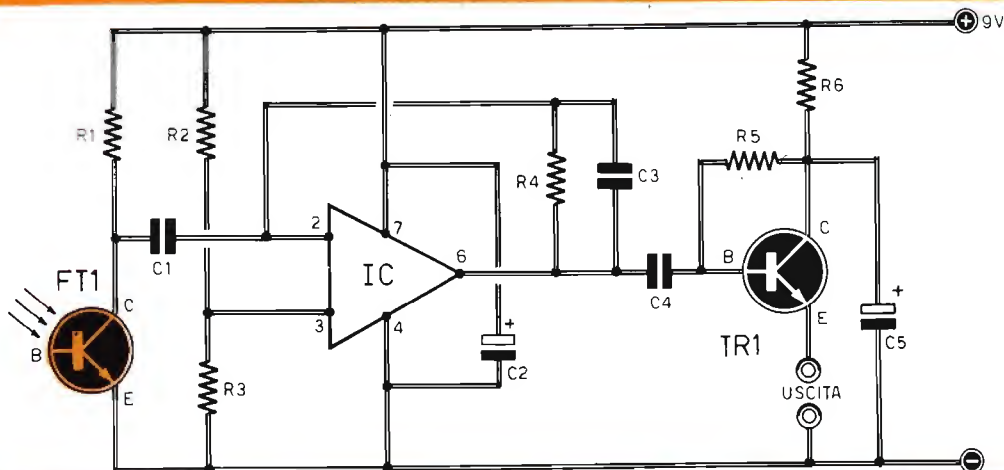 9V
R6
R1
R2
R5
R4
C3
C
2
7
6
B
C1
IC
C4
FT1
C
3
4
E
TR1
+
C5
B
+
C2
R3
USCITA
E